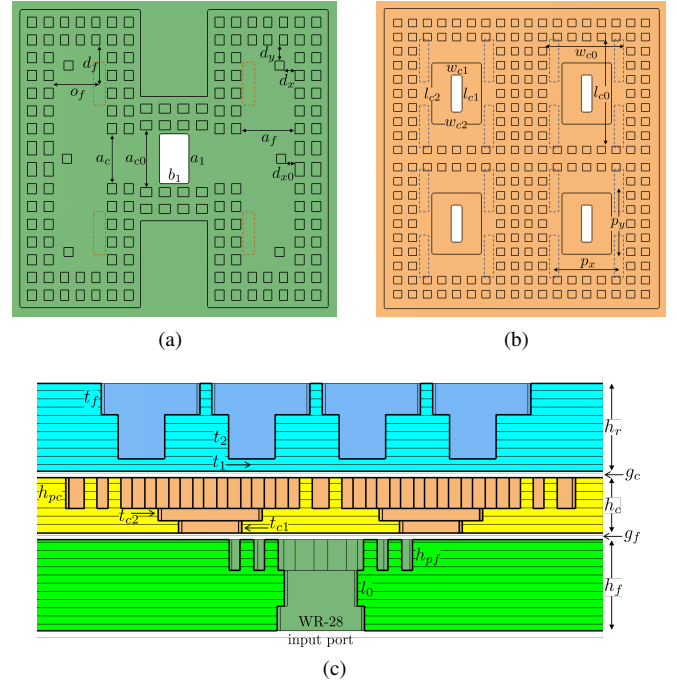 d_f
d_y
d_x
o_f
a_f
a_c
a_{c0}
a_1
b_1
d_{x0}
(a)
w_{c0}
w_{c1}
l_{c2}
l_{c1}
l_{c0}
w_{c2}
p_y
p_x
(b)
t_f
t_2
t_1
h_r
g_c
h_{pc}
t_{c2}
t_{c1}
h_c
g_f
h_{pf}
l_0
h_f
WR-28
input port
(c)